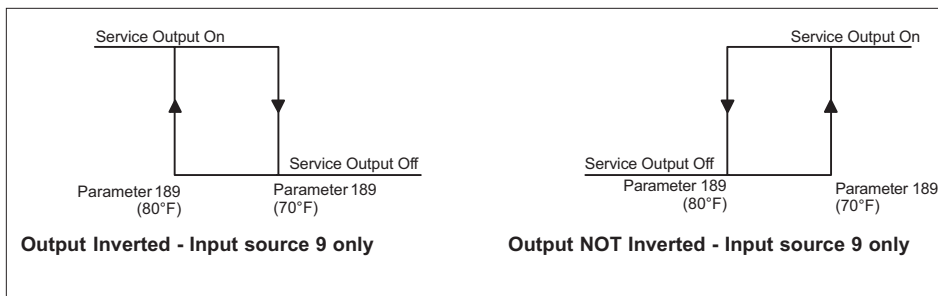 Service Output On
Service Output Off
Parameter 189
(80°F)
Parameter 189
(70°F)
Output Inverted - Input source 9 only
Service Output On
Service Output Off
Parameter 189
(80°F)
Parameter 189
(70°F)
Output NOT Inverted - Input source 9 only